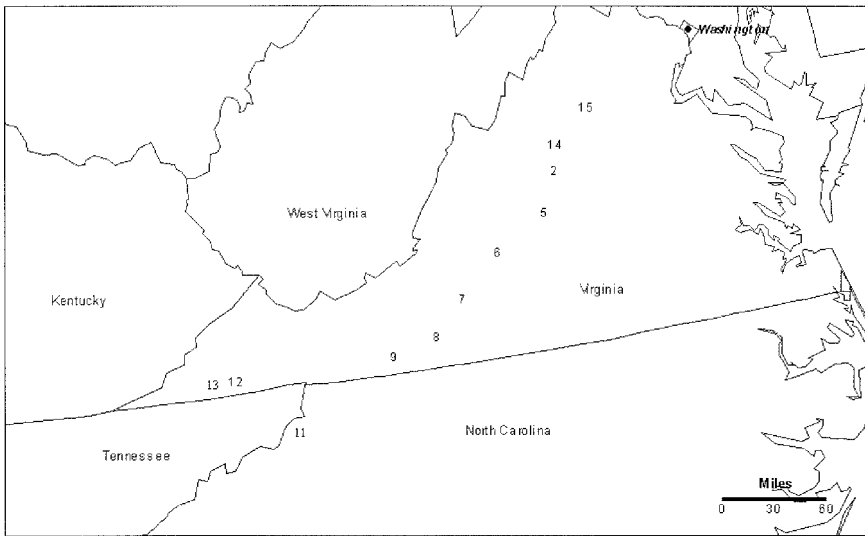 Washington
15
14
2
West Virginia
5
6
Virginia
7
Kentucky
8
9
13 12
11
North Carolina
Tennessee
Miles
0 30 60